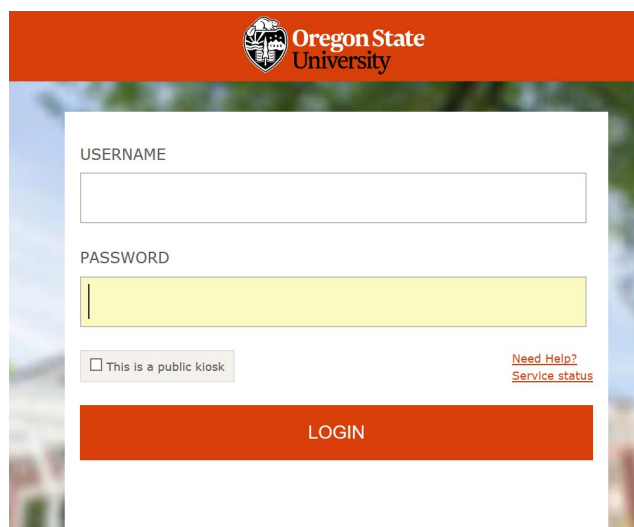 Oregon State
University
USERNAME
PASSWORD
This is a public kiosk
Need Help?
Service status
LOGIN